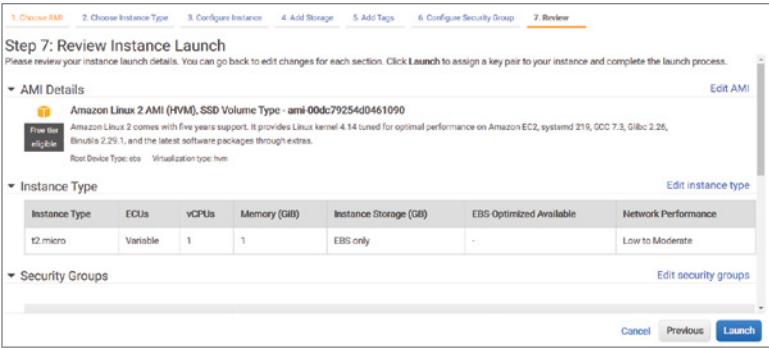 1. Choose AMI 2. Choose Instance Type 3. Configure Instance 4. Add Storage 5. Add Tags 6. Configure Security Group 7. Review
Step 7: Review Instance Launch
Please review your instance launch details. You can go back to edit changes for each section. Click Launch to assign a key pair to your instance and complete the launch process.
AMI Details Edit AMI
Amazon Linux 2 AMI (HVM), SSD Volume Type - ami-00dc79254d0461090
Free tier eligible
Amazon Linux 2 comes with five years support. It provides Linux kernel 4.14 tuned for optimal performance on Amazon EC2, systemd 219, GCC 7.3, Glibc 2.26,
Binutils 2.29.1, and the latest software packages through extras.
Root Device Type: ebs Virtualization type: hvm
Instance Type Edit instance type
Instance Type ECUs vCPUs Memory (GiB) Instance Storage (GB) EBS-Optimized Available Network Performance
t2.micro Variable 1 1 EBS only - Low to Moderate
Security Groups Edit security groups
Cancel Previous Launch